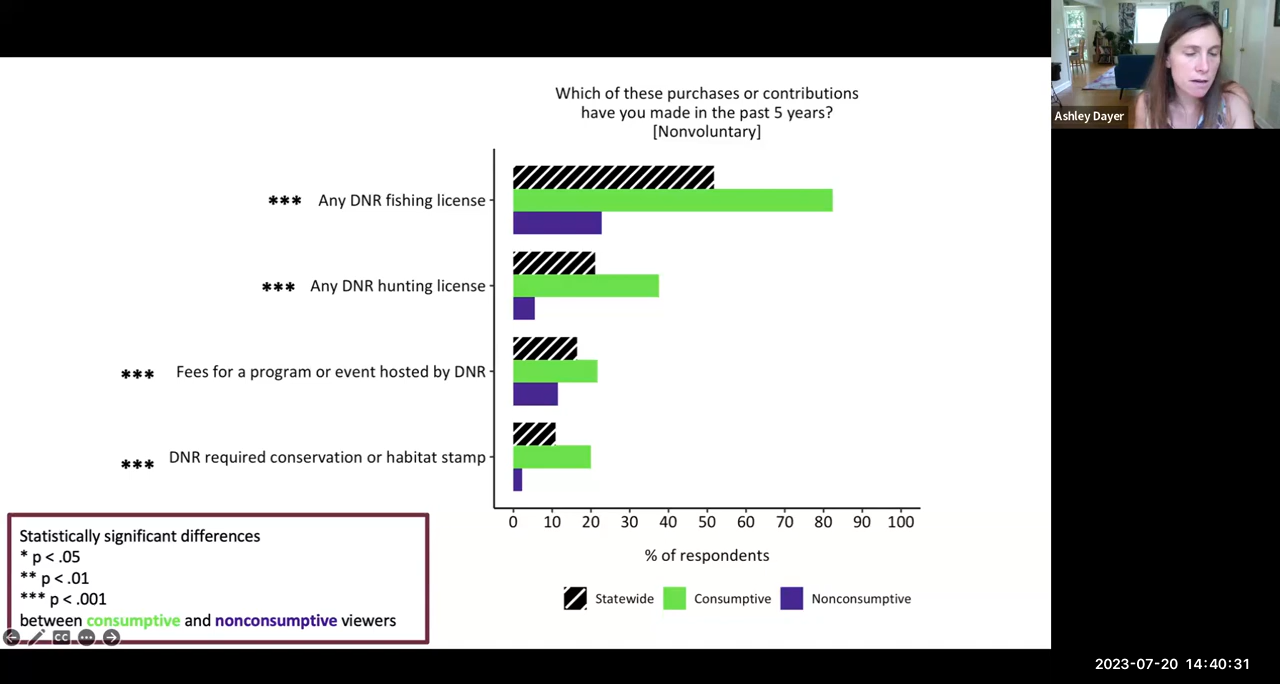 Which of these purchases or contributions
have you made in the past 5 years?
[Nonvoluntary]
*** Any DNR fishing license
*** Any DNR hunting license
*** Fees for a program or event hosted by DNR
*** DNR required conservation or habitat stamp
0 10 20 30 40 50 60 70 80 90 100
% of respondents
Statewide Consumptive Nonconsumptive
Statistically significant differences
* p < .05
** p < .01
*** p < .001
between consumptive and nonconsumptive viewers
CC
Ashley Dayer
2023-07-20 14:40:31